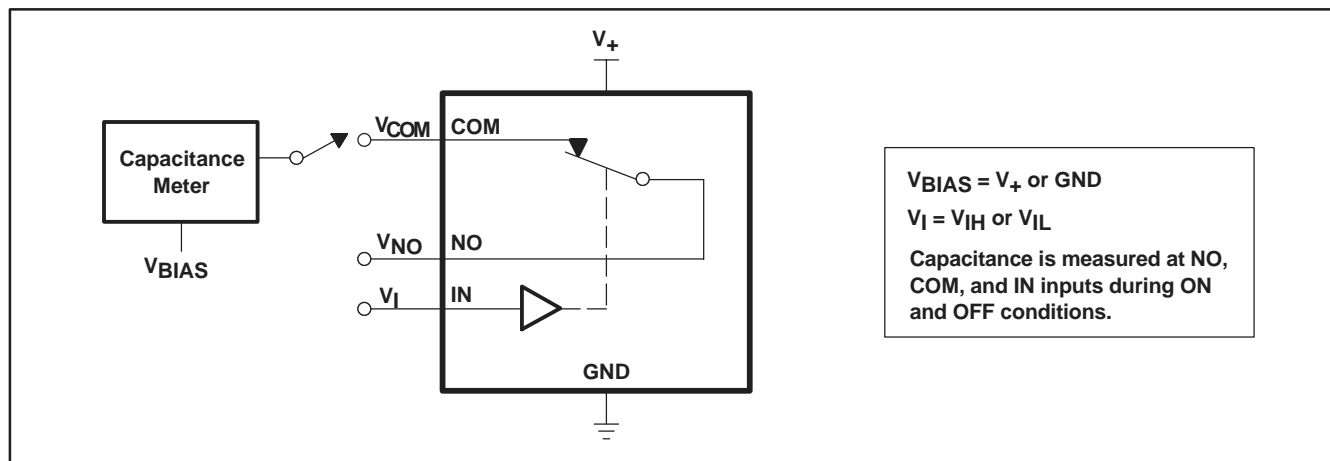 V+
VCOM COM
Capacitance
Meter
VBIAS
VNO NO
VI IN
GND
VBIAS = V+ or GND
VI = VIH or VIL
Capacitance is measured at NO,
COM, and IN inputs during ON
and OFF conditions.